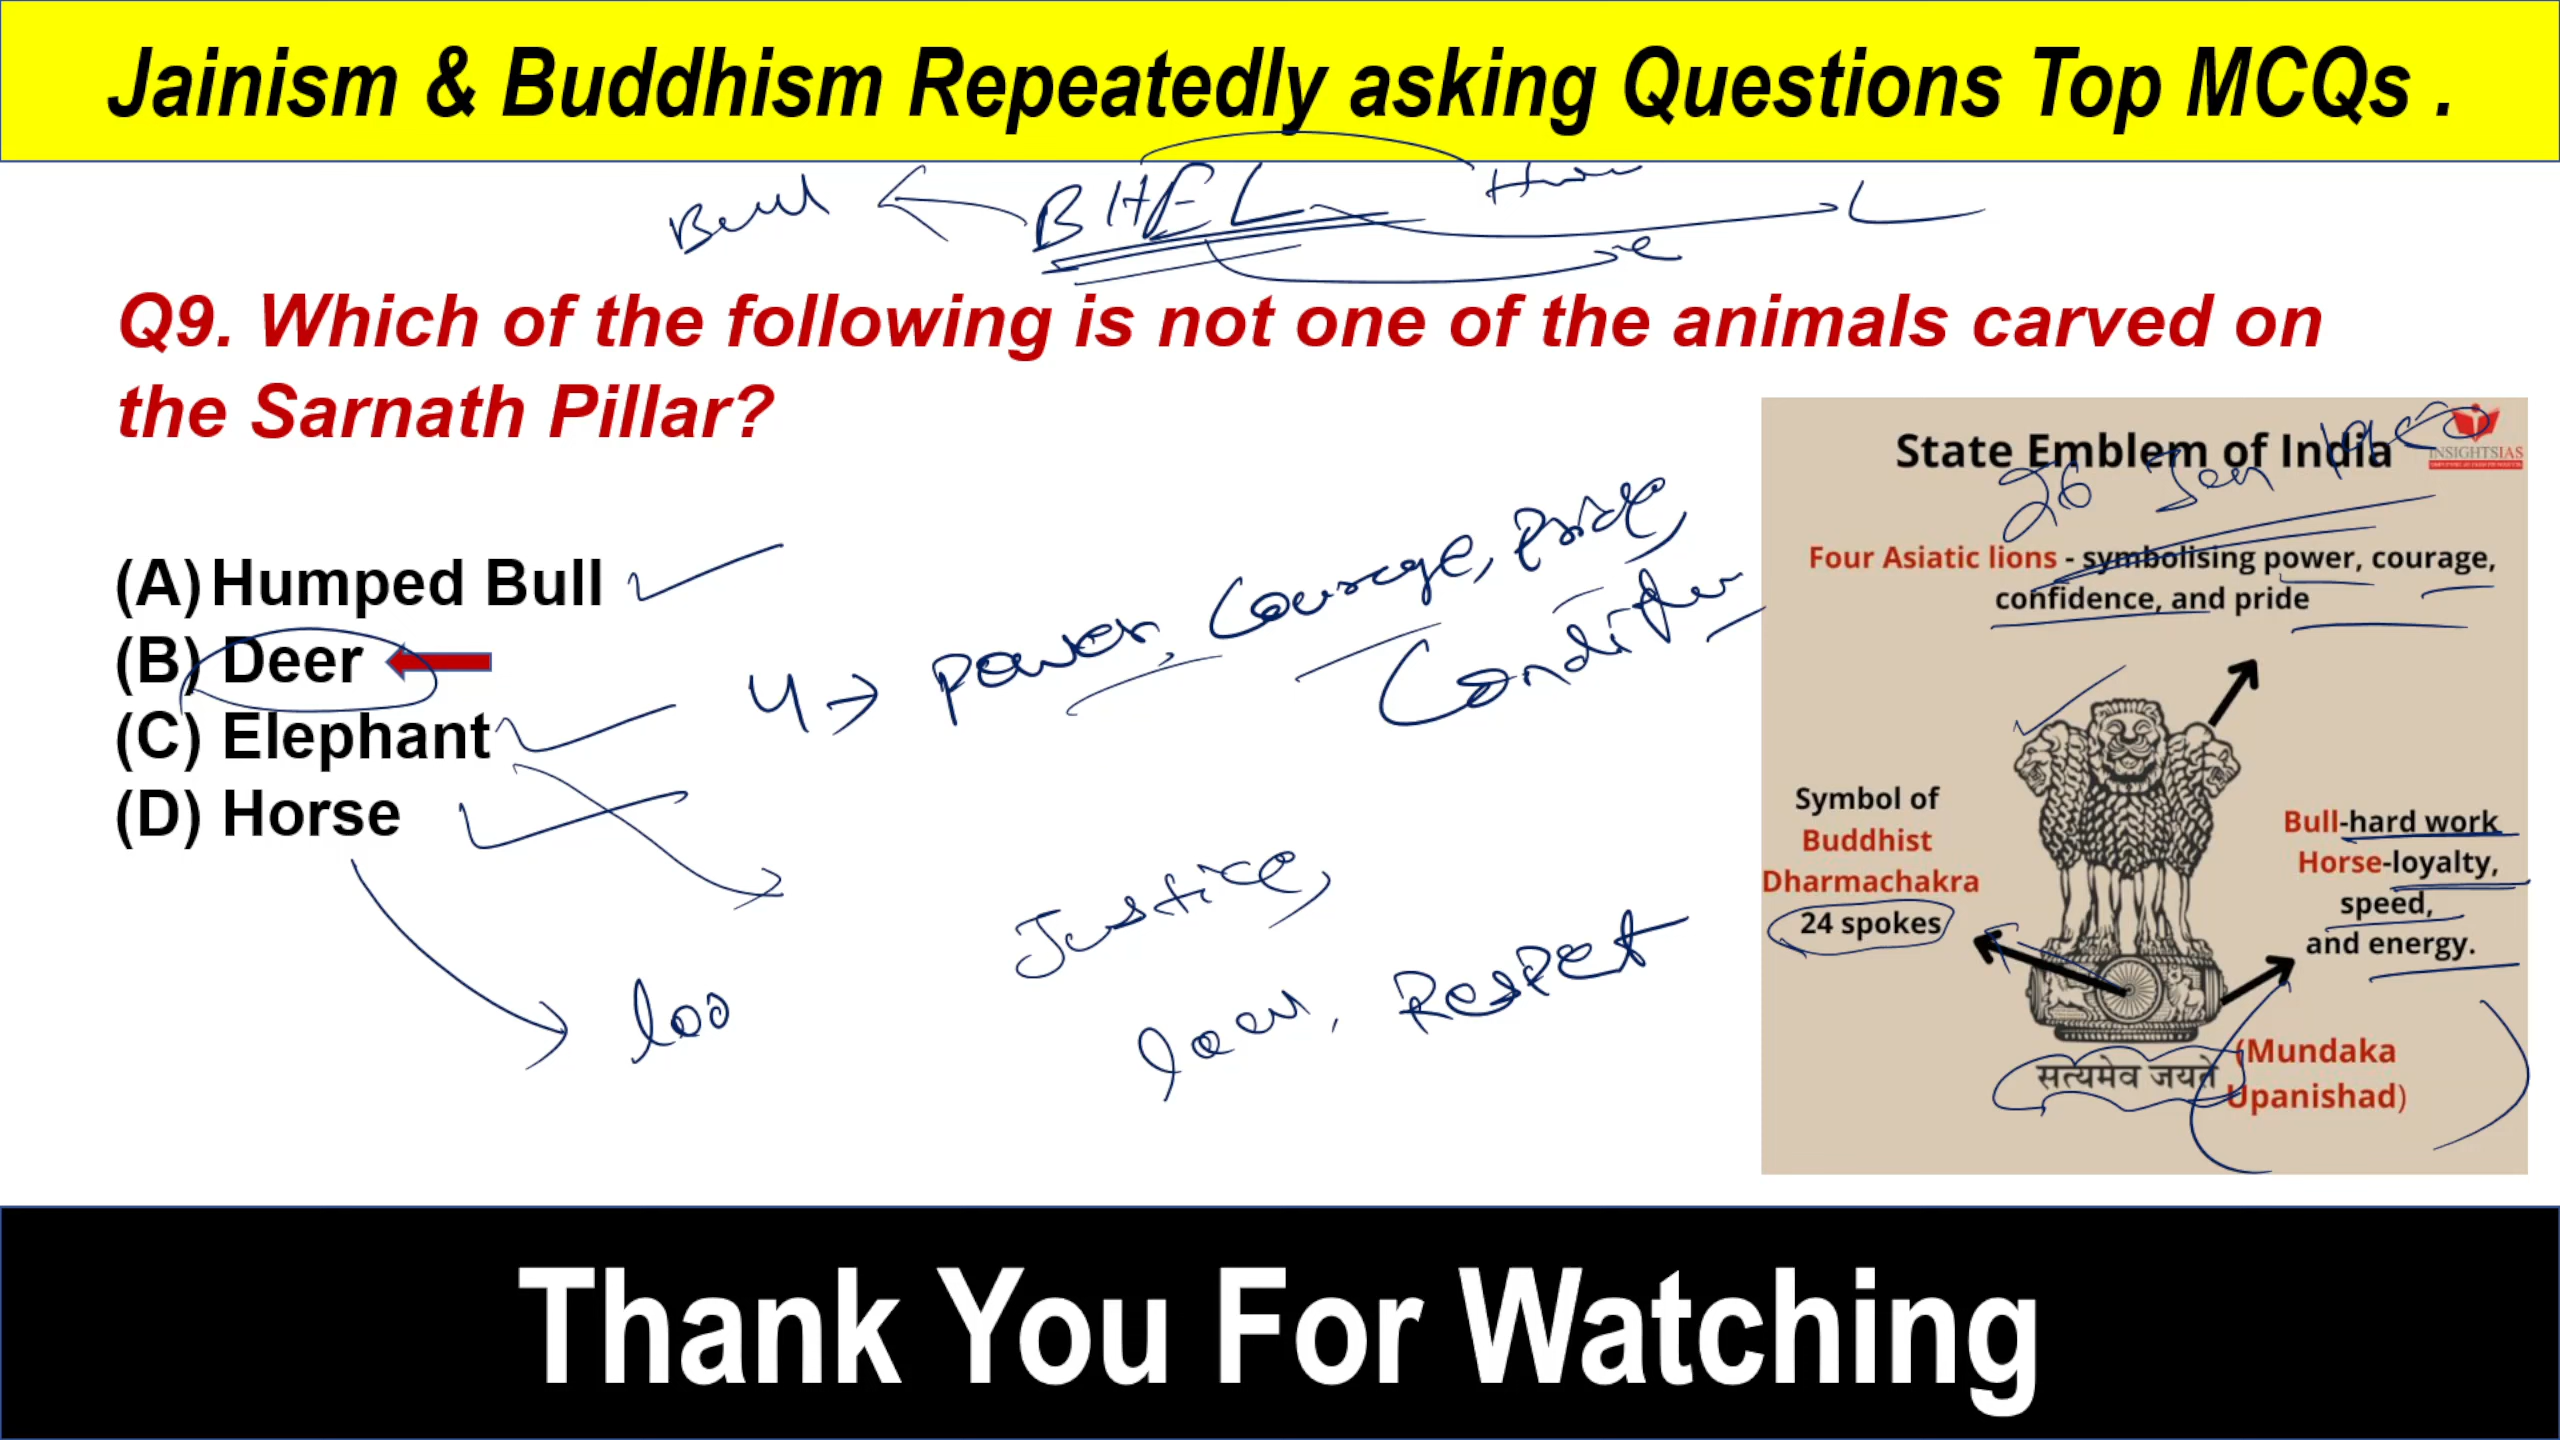 Jainism & Buddhism Repeatedly asking Questions Top MCQs .
Bull BHEL L
Q9. Which of the following is not one of the animals carved on
the Sarnath Pillar?
(A) Humped Bull
(B) Deer
(C) Elephant
(D) Horse
4 → Power, Courage, Pride,
Justice,
Respect
loo
State Emblem of India
INSIGHTSIAS
26 Jan
Four Asiatic lions - symbolising power, courage,
confidence, and pride
Symbol of
Buddhist
Dharmachakra
24 spokes
Bull-hard work
Horse-loyalty,
speed,
and energy.
सत्यमेव जयते
(Mundaka
Upanishad)
Thank You For Watching